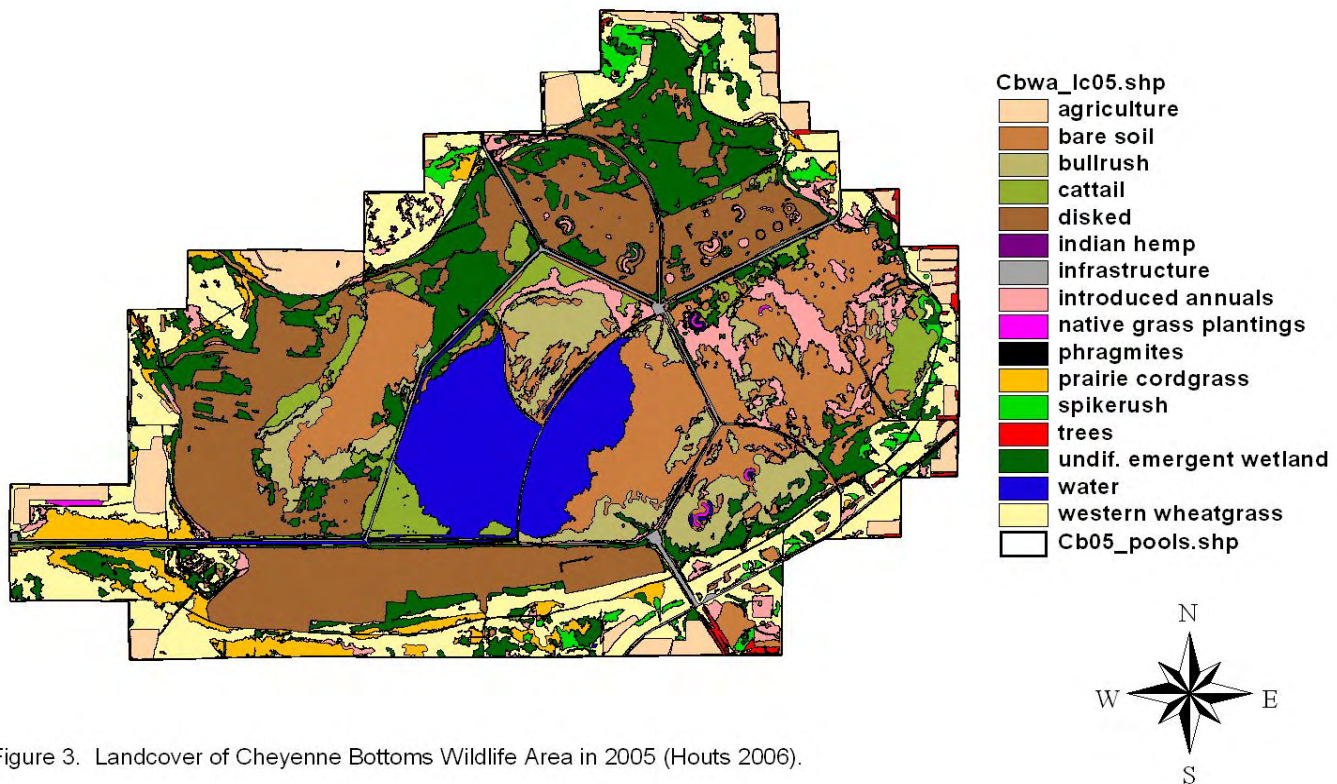 Cbwa_lc05.shp
agriculture
bare soil
bullrush
cattail
disked
indian hemp
infrastructure
introduced annuals
native grass plantings
phragmites
prairie cordgrass
spikerush
trees
undif. emergent wetland
water
western wheatgrass
Cb05_pools.shp
N
W E
S
Figure 3. Landcover of Cheyenne Bottoms Wildlife Area in 2005 (Houts 2006).